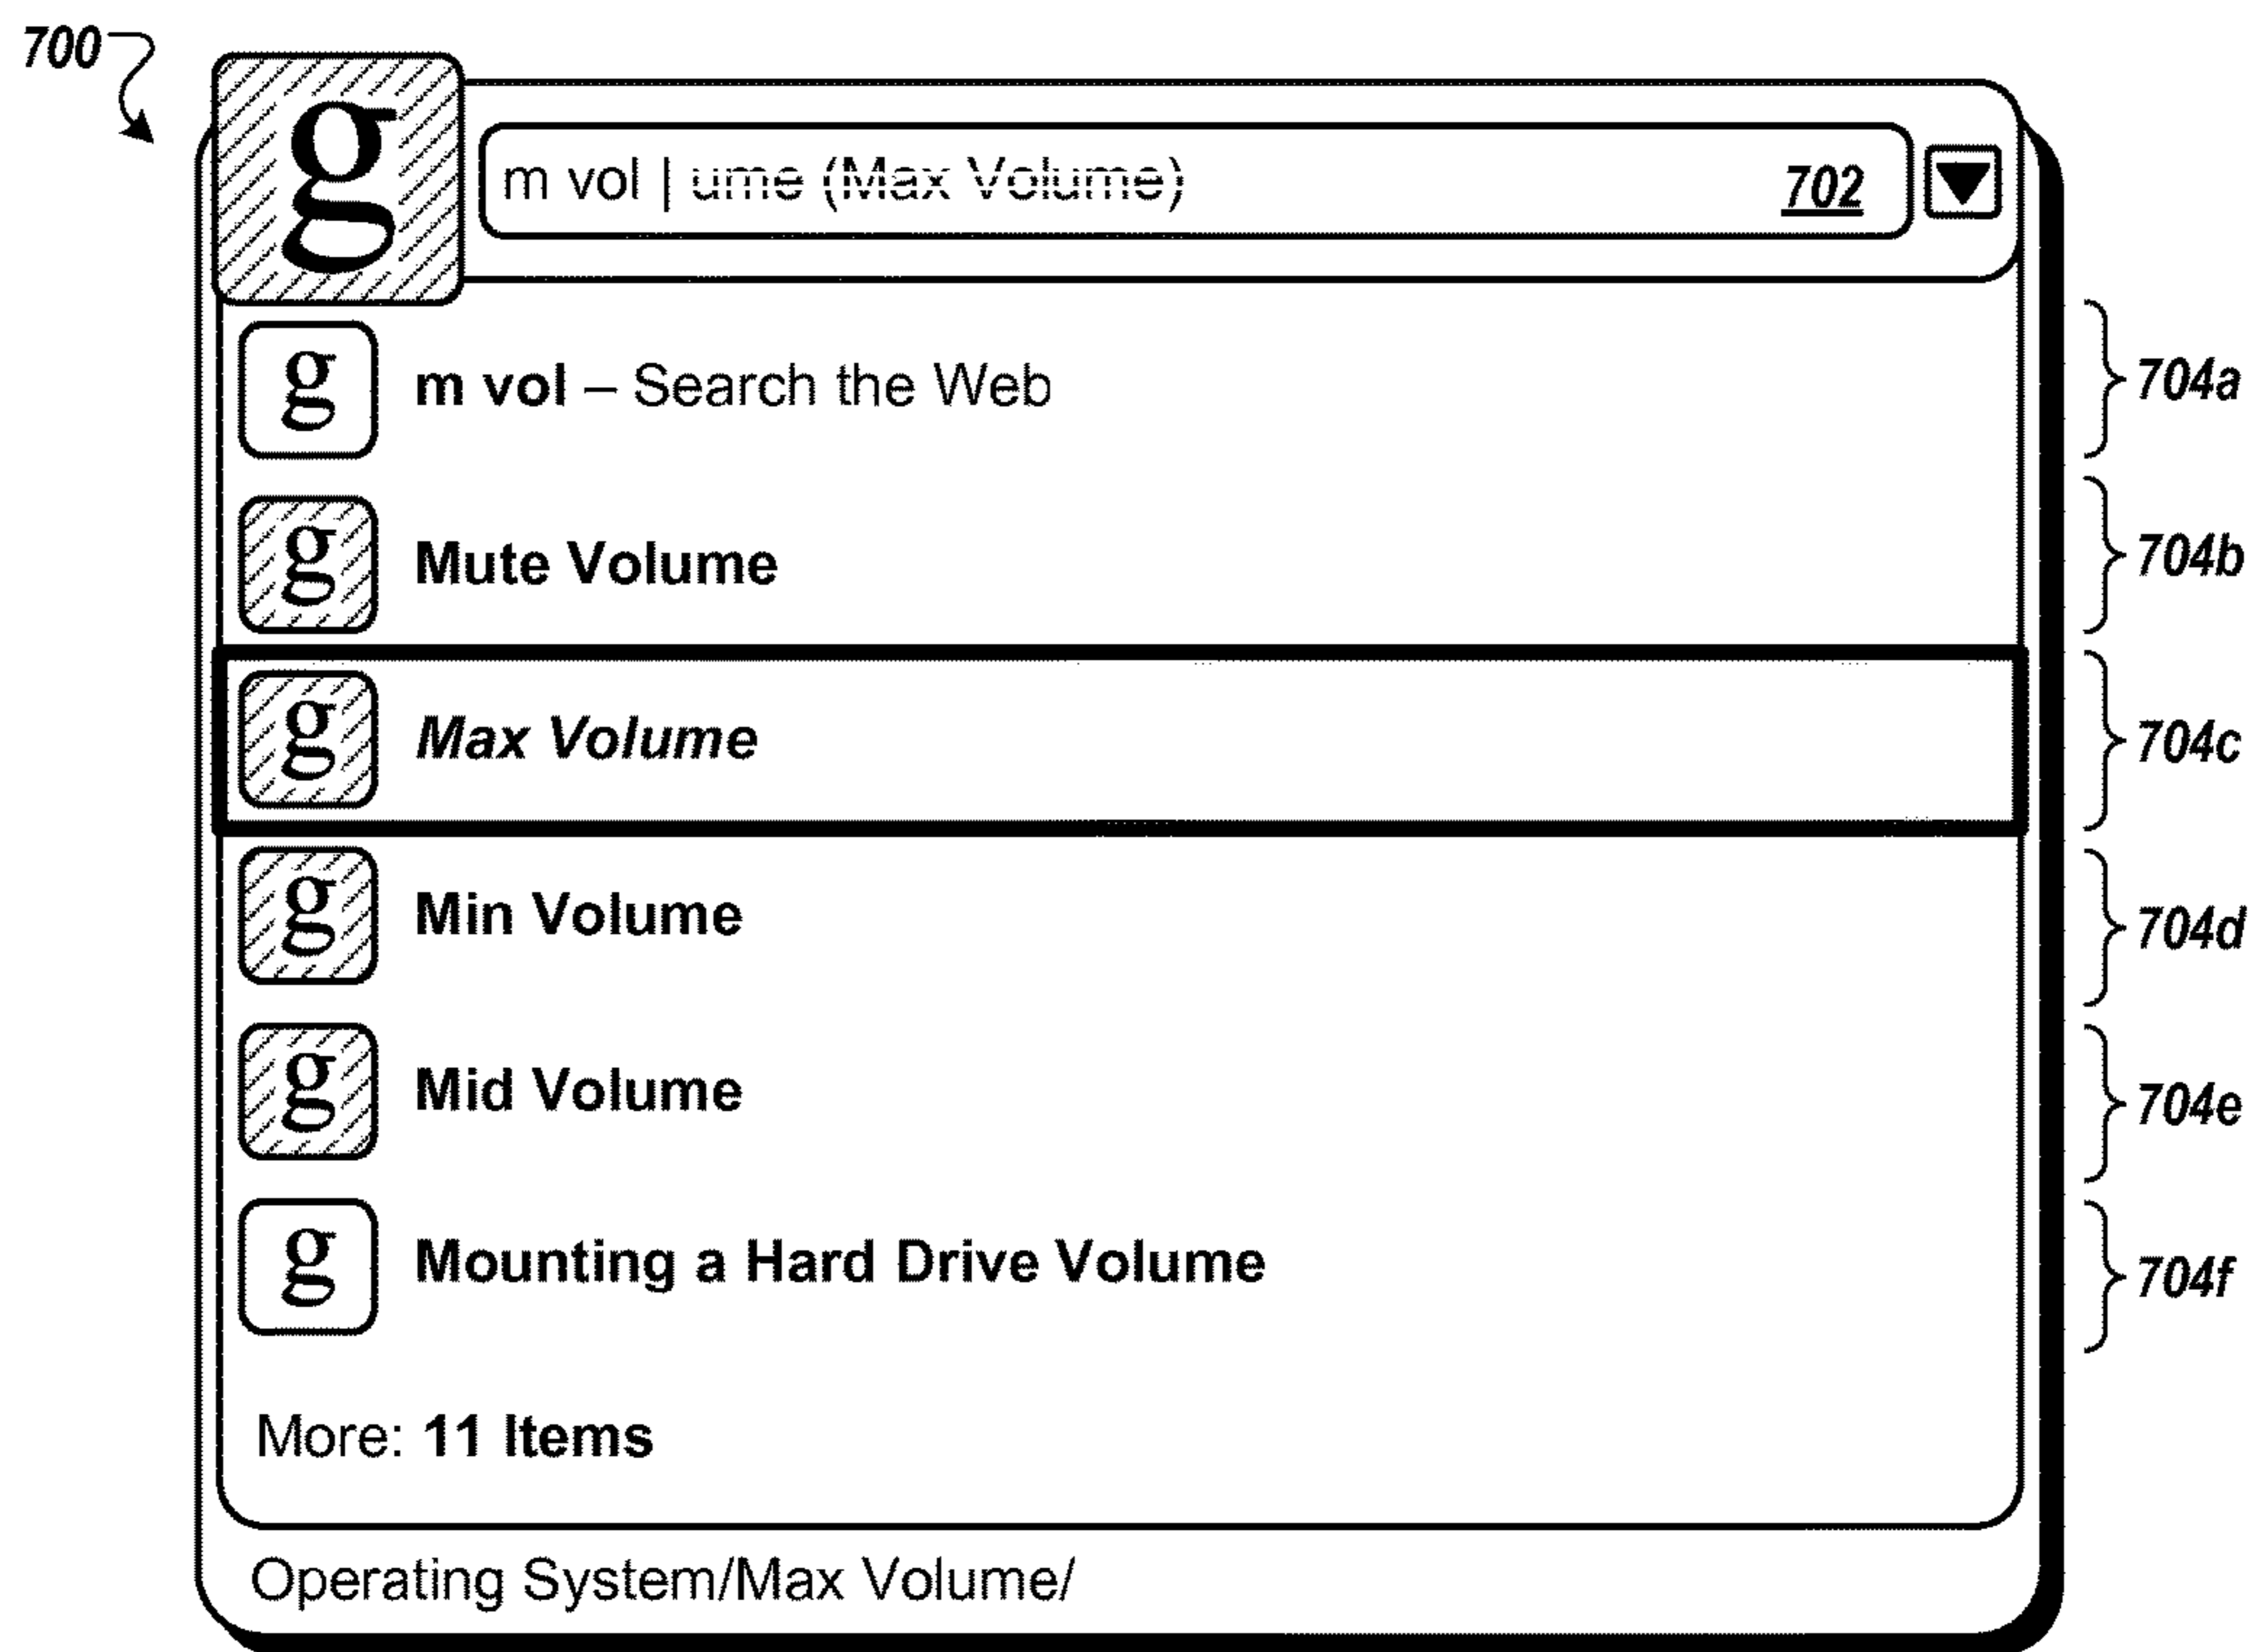 700
g
m vol | ume (Max Volume) 702
g m vol – Search the Web 704a
g Mute Volume 704b
g Max Volume 704c
g Min Volume 704d
g Mid Volume 704e
g Mounting a Hard Drive Volume 704f
More: 11 Items
Operating System/Max Volume/